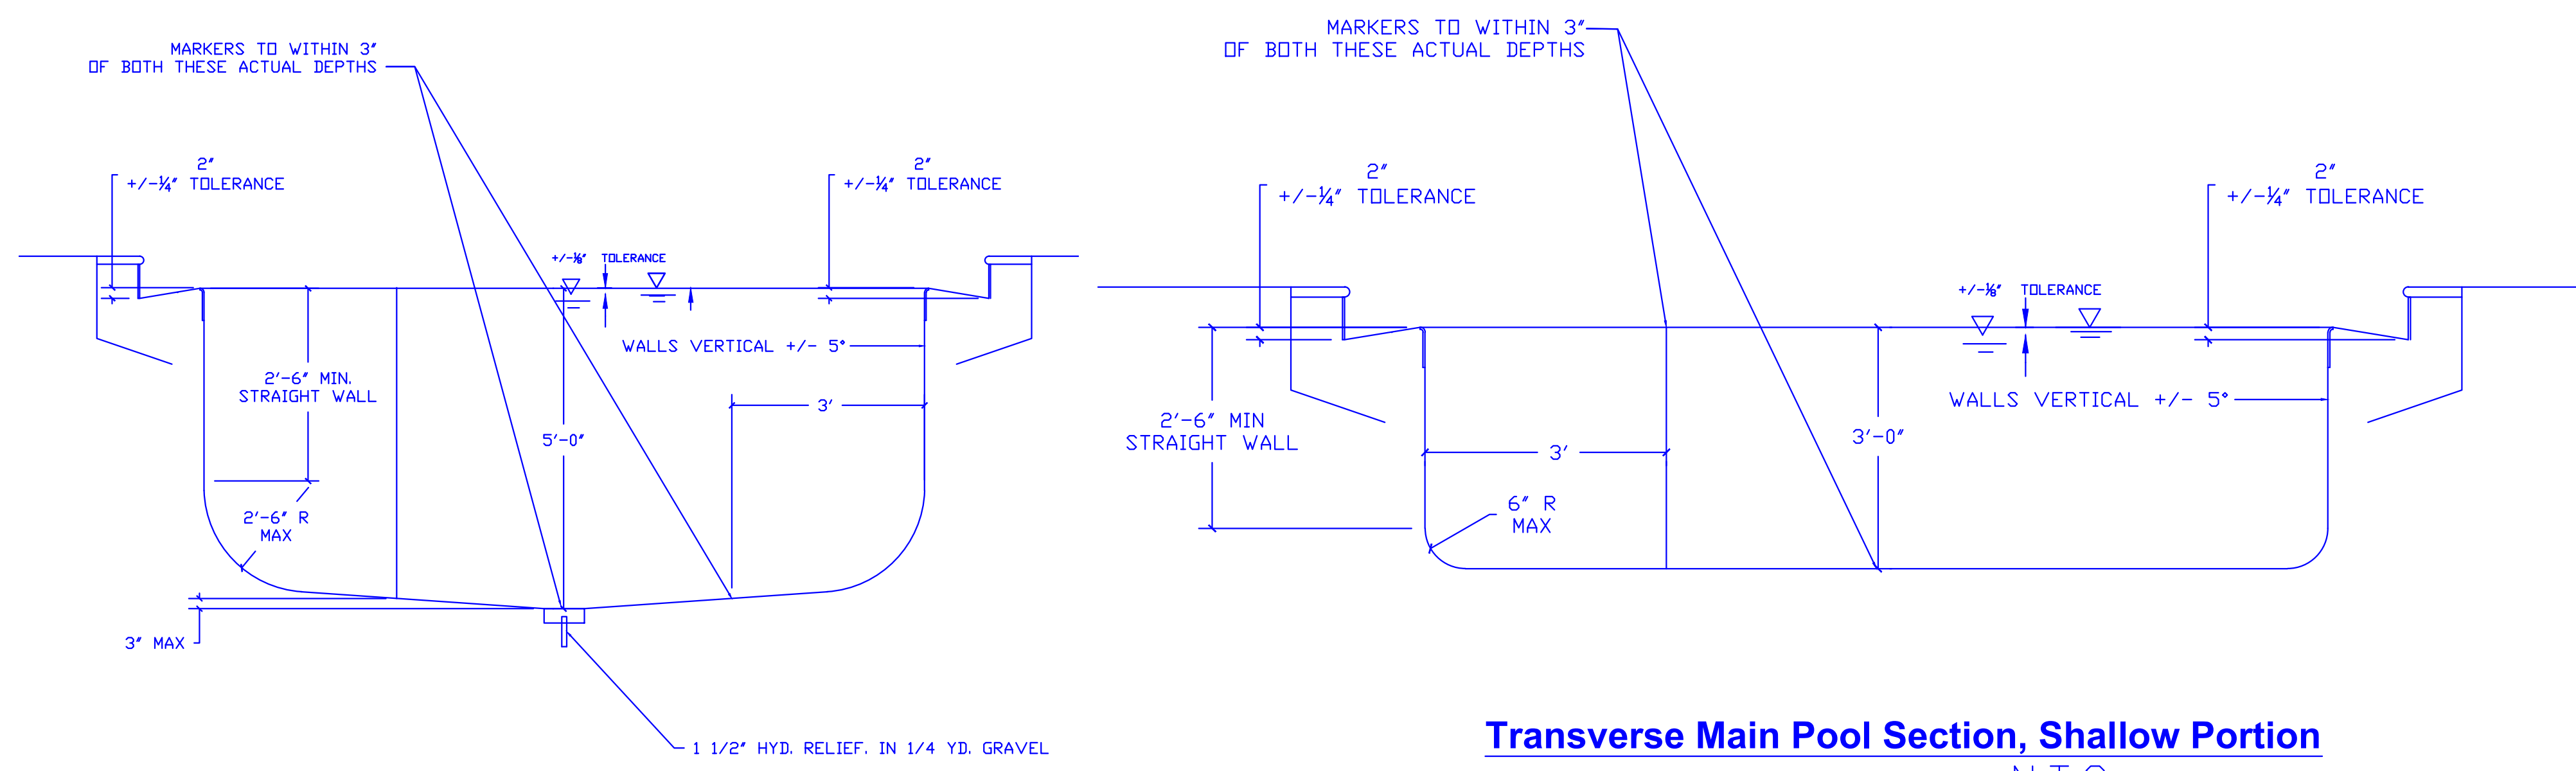 MARKERS TO WITHIN 3"
OF BOTH THESE ACTUAL DEPTHS
2"
+/-¼" TOLERANCE
2"
+/-¼" TOLERANCE
+/-⅛" TOLERANCE
WALLS VERTICAL +/- 5°
2'-6" MIN.
STRAIGHT WALL
3'
5'-0"
2'-6" R
MAX
3" MAX
1 1/2" HYD. RELIEF. IN 1/4 YD. GRAVEL
MARKERS TO WITHIN 3"
OF BOTH THESE ACTUAL DEPTHS
2"
+/-¼" TOLERANCE
2"
+/-¼" TOLERANCE
+/-⅛" TOLERANCE
WALLS VERTICAL +/- 5°
2'-6" MIN
STRAIGHT WALL
3'
3'-0"
6" R
MAX
Transverse Main Pool Section, Shallow Portion